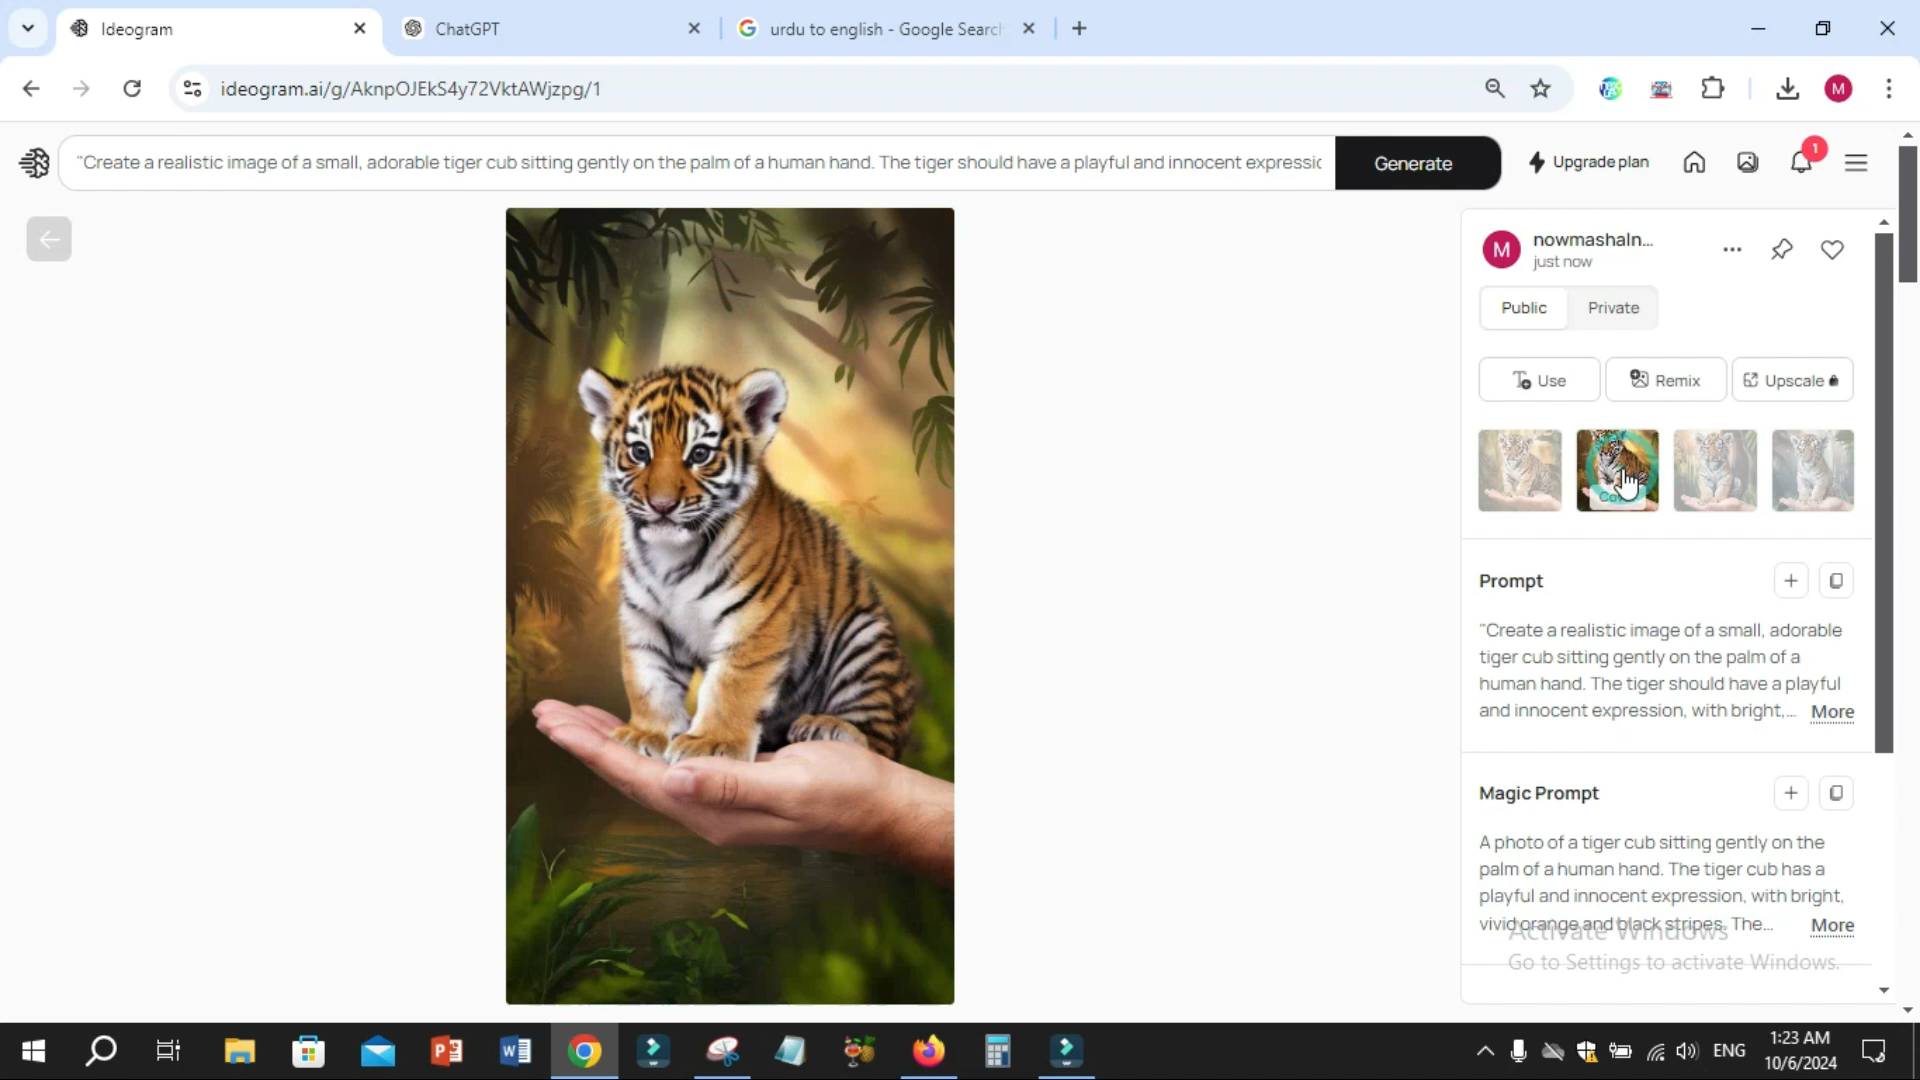 Ideogram
ChatGPT
urdu to english - Google Search
ideogram.ai/g/AknpOJEkS4y72VktAWjzpg/1
M
"Create a realistic image of a small, adorable tiger cub sitting gently on the palm of a human hand. The tiger should have a playful and innocent expressic
Generate
Upgrade plan
1
M
nowmashaln...
just now
Public
Private
Use
Remix
Upscale
Prompt
"Create a realistic image of a small, adorable
tiger cub sitting gently on the palm of a
human hand. The tiger should have a playful
and innocent expression, with bright,... More
Magic Prompt
A photo of a tiger cub sitting gently on the
palm of a human hand. The tiger cub has a
playful and innocent expression, with bright,
vivid orange and black stripes. The... More
Activate Windows
Go to Settings to activate Windows.
ENG
1:23 AM
10/6/2024